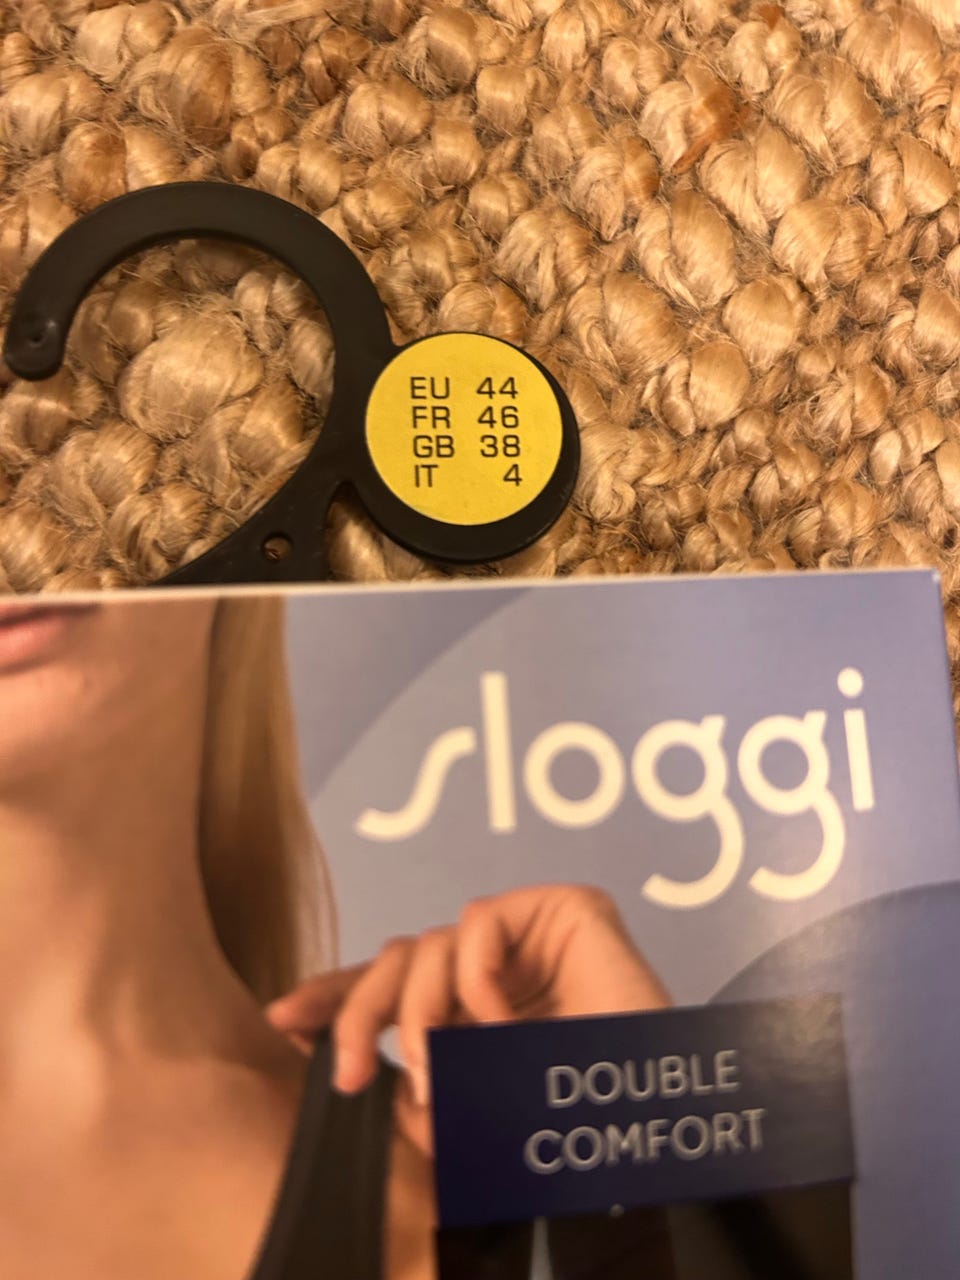 EU 44
FR 46
GB 38
IT 4
sloggi
DOUBLE
COMFORT